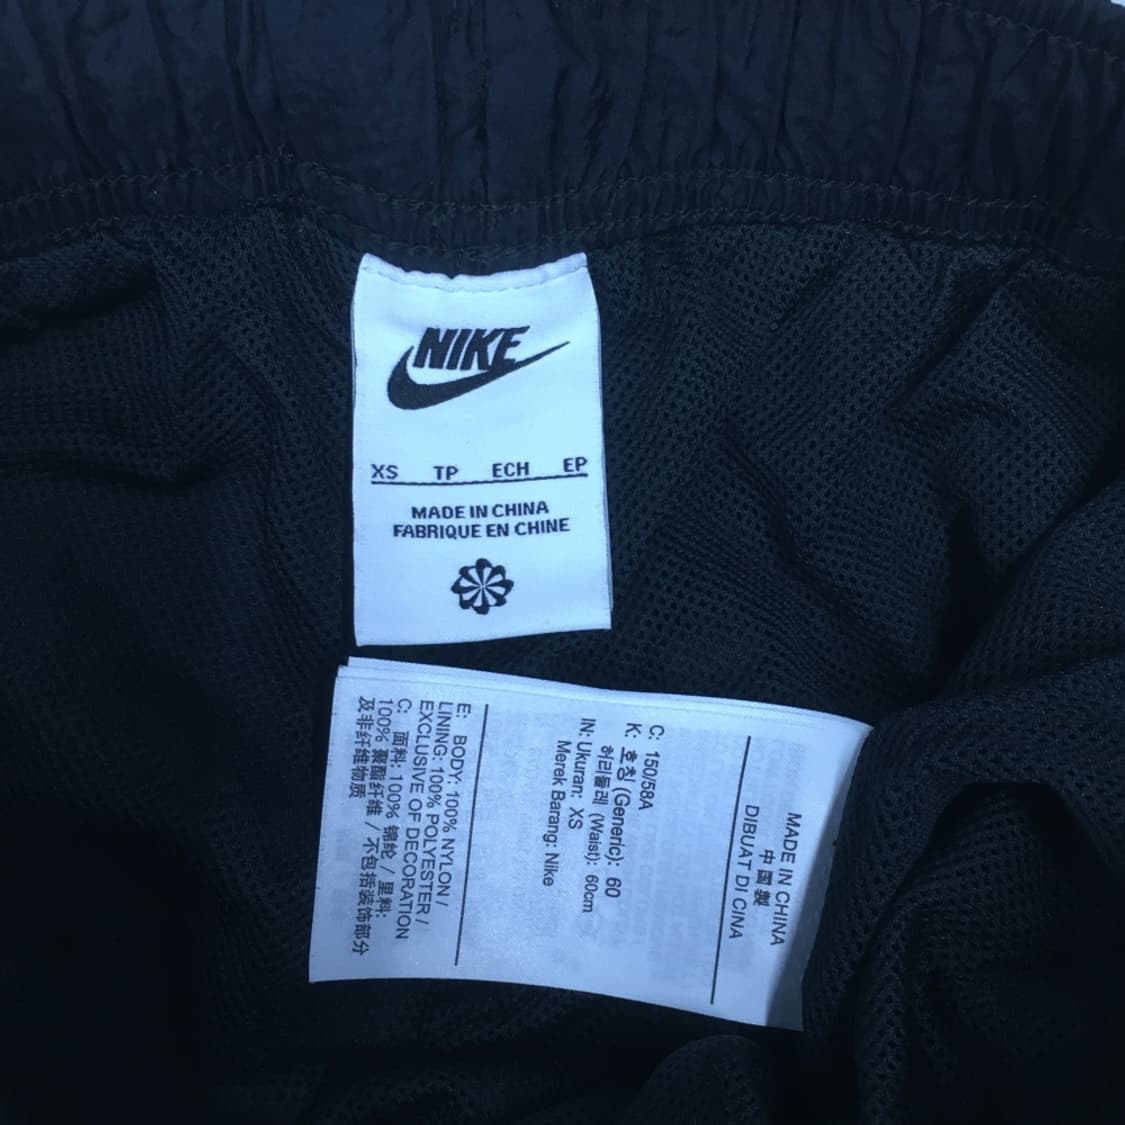 NIKE
XS TP ECH EP
MADE IN CHINA
FABRIQUE EN CHINE
MADE IN CHINA
中国製
DIBUAT DI CINA
C: 150/58A
K: 호칭 (Generic): 60
허리둘레 (Waist): 60cm
IN: Ukuran: XS
Merek Barang: Nike
E: BODY: 100% NYLON /
LINING: 100% POLYESTER /
EXCLUSIVE OF DECORATION
C: 面料: 100% 锦纶 / 里料:
100% 聚酯纤维 / 不包括装饰部分
及非纤维物质